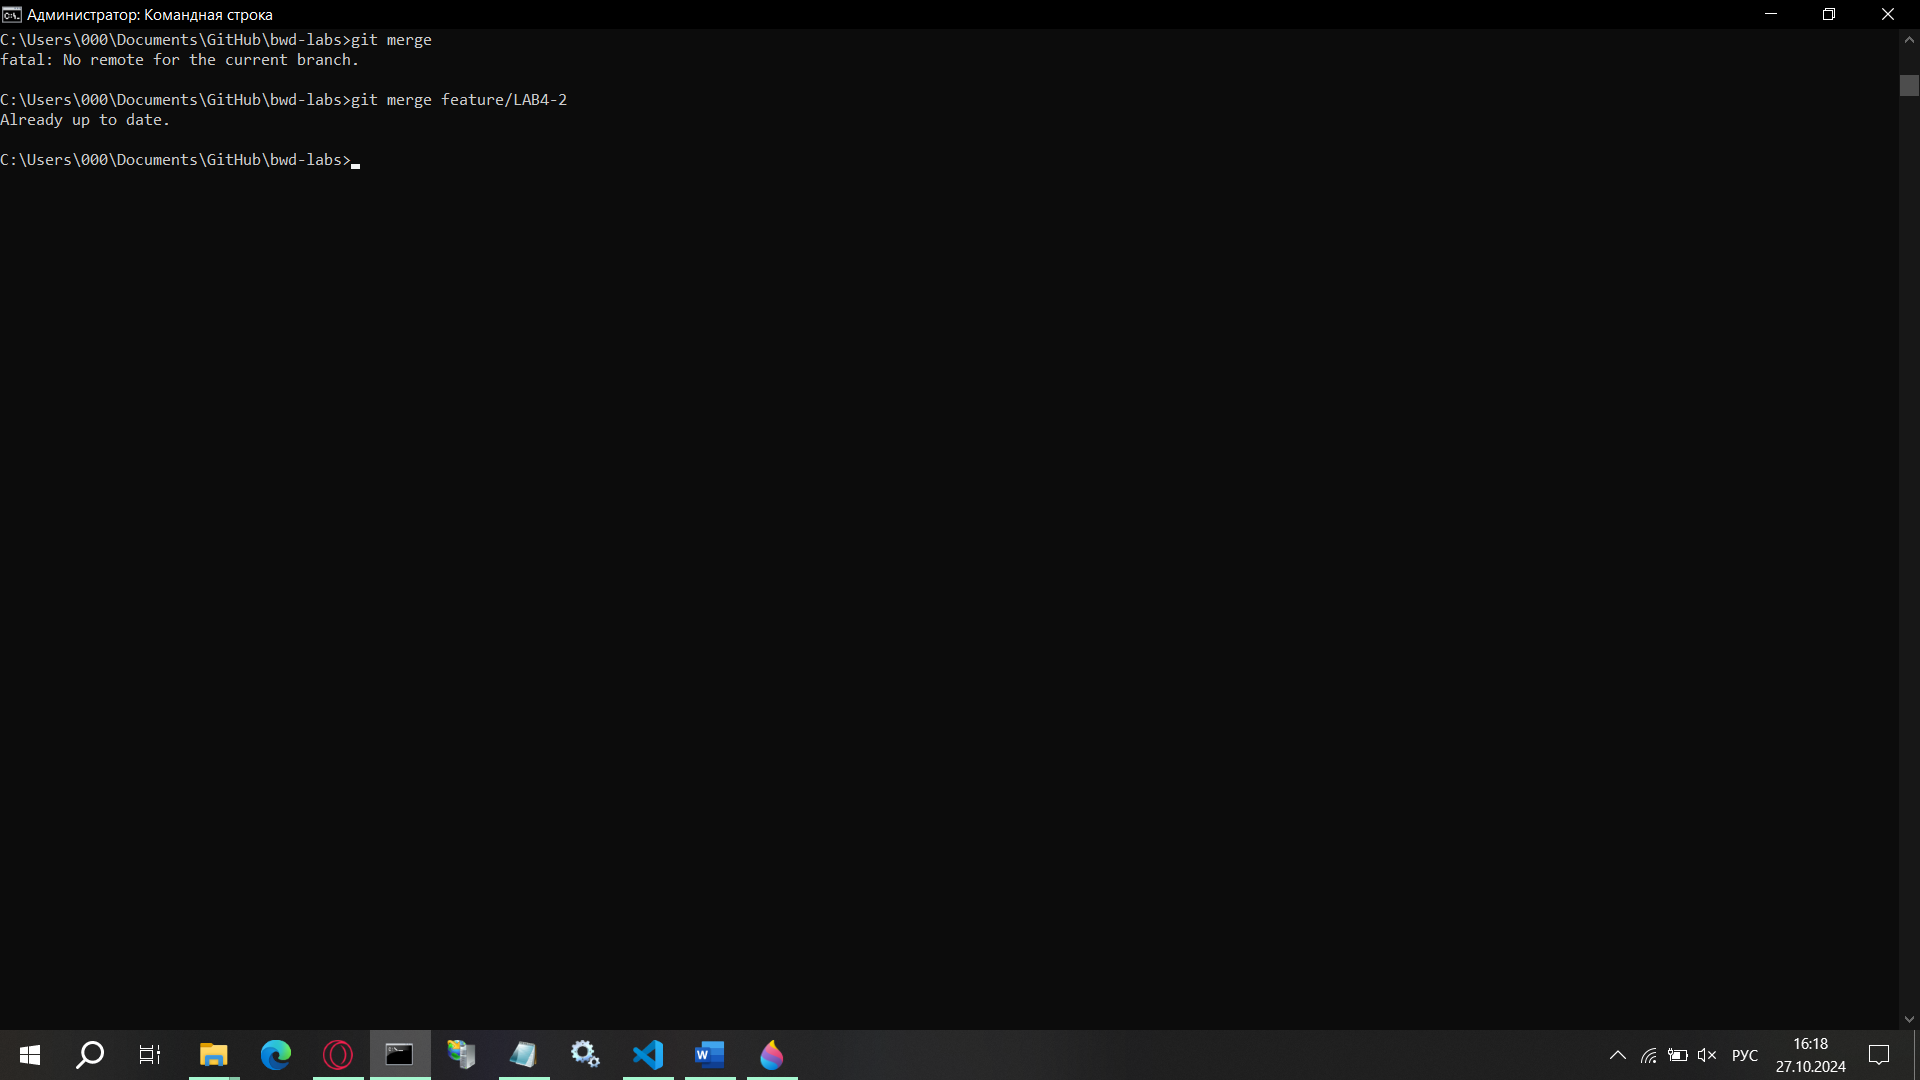 Администратор: Командная строка
C:\Users\000\Documents\GitHub\bwd-labs>git merge
fatal: No remote for the current branch.
C:\Users\000\Documents\GitHub\bwd-labs>git merge feature/LAB4-2
Already up to date.
C:\Users\000\Documents\GitHub\bwd-labs>
РУС
16:18
27.10.2024